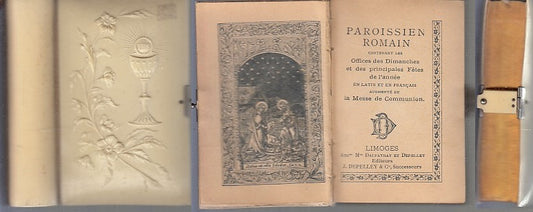 PAROISSIEN
ROMAIN
CONTENANT LES
Offices des Dimanches
et des principales Fêtes
de l'année
EN LATIN ET EN FRANÇAIS
AUGMENTÉ DE
la Messe de Communion.
LIMOGES
Ancne Mon Dalpayrat et Depelley
Editeurs
J. DEPELLEY & Cie, Successeurs